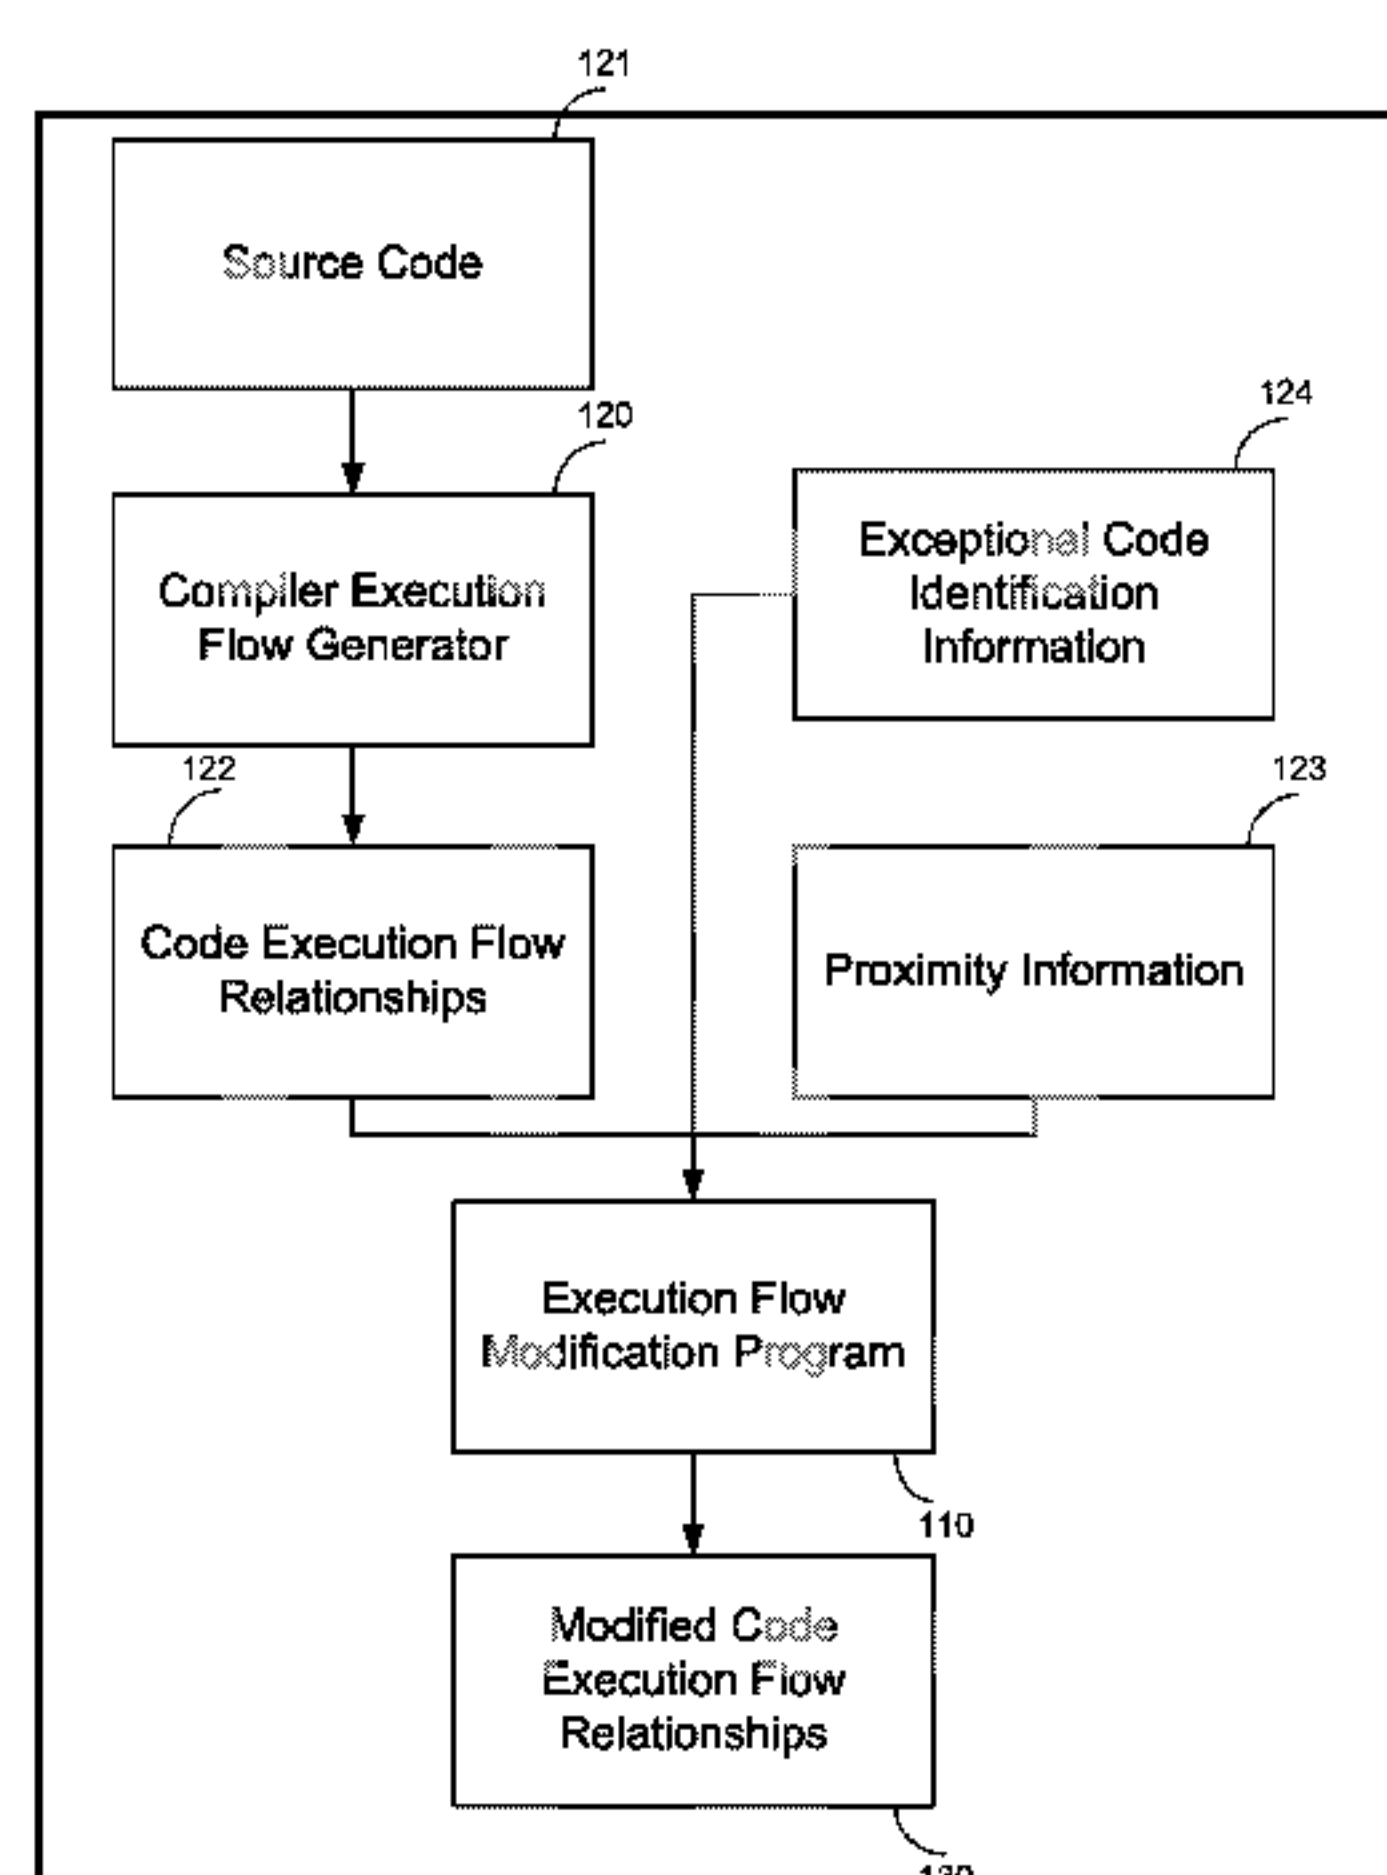 121
Source Code
120
124
Compiler Execution
Flow Generator
Exceptional Code
Identification
Information
122
123
Code Execution Flow
Relationships
Proximity Information
Execution Flow
Modification Program
110
Modified Code
Execution Flow
Relationships